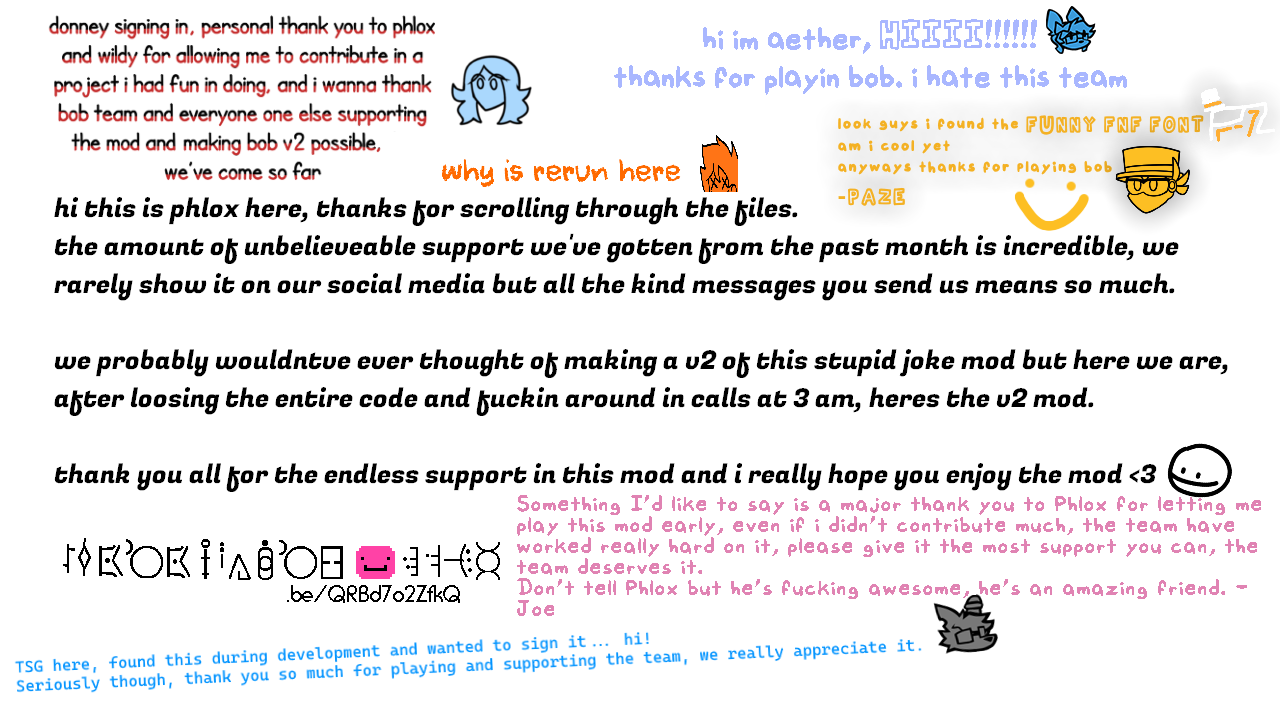 donney signing in, personal thank you to phlox
and wildy for allowing me to contribute in a
project i had fun in doing, and i wanna thank
bob team and everyone one else supporting
the mod and making bob v2 possible,
we've come so far
hi im aether, HIIII!!!!!!
thanks for playin bob. i hate this team
look guys i found the FUNNY FNF FONT
am i cool yet
anyways thanks for playing bob
-PAZE
why is rerun here
hi this is phlox here, thanks for scrolling through the files.
the amount of unbelieveable support we've gotten from the past month is incredible, we
rarely show it on our social media but all the kind messages you send us means so much.
we probably wouldntve ever thought of making a v2 of this stupid joke mod but here we are,
after loosing the entire code and fuckin around in calls at 3 am, heres the v2 mod.
thank you all for the endless support in this mod and i really hope you enjoy the mod <3
Something I'd like to say is a major thank you to Phlox for letting me
play this mod early, even if i didn't contribute much, the team have
worked really hard on it, please give it the most support you can, the
team deserves it.
Don't tell Phlox but he's fucking awesome, he's an amazing friend. -
Joe
.be/QRBd7o2ZfkQ
TSG here, found this during development and wanted to sign it... hi!
Seriously though, thank you so much for playing and supporting the team, we really appreciate it.